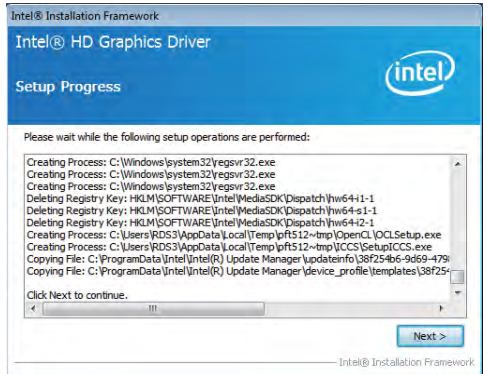 Intel® Installation Framework
Intel® HD Graphics Driver
intel
Setup Progress
Please wait while the following setup operations are performed:
Creating Process: C:\Windows\system32\regsvr32.exe
Creating Process: C:\Windows\system32\regsvr32.exe
Creating Process: C:\Windows\system32\regsvr32.exe
Deleting Registry Key: HKLM\SOFTWARE\Intel\MediaSDK\Dispatch\hw64-i1-1
Deleting Registry Key: HKLM\SOFTWARE\Intel\MediaSDK\Dispatch\hw64-s1-1
Deleting Registry Key: HKLM\SOFTWARE\Intel\MediaSDK\Dispatch\hw64-i2-1
Creating Process: C:\Users\RDS3\AppData\Local\Temp\pft512~tmp\OpenCL\OCLSetup.exe
Creating Process: C:\Users\RDS3\AppData\Local\Temp\pft512~tmp\ICCS\SetupICCS.exe
Copying File: C:\ProgramData\Intel\Intel(R) Update Manager\updateinfo\38f254b6-9d69-479
Copying File: C:\ProgramData\Intel\Intel(R) Update Manager\device_profile\templates\38f254
Click Next to continue.
Next >
Intel® Installation Framework